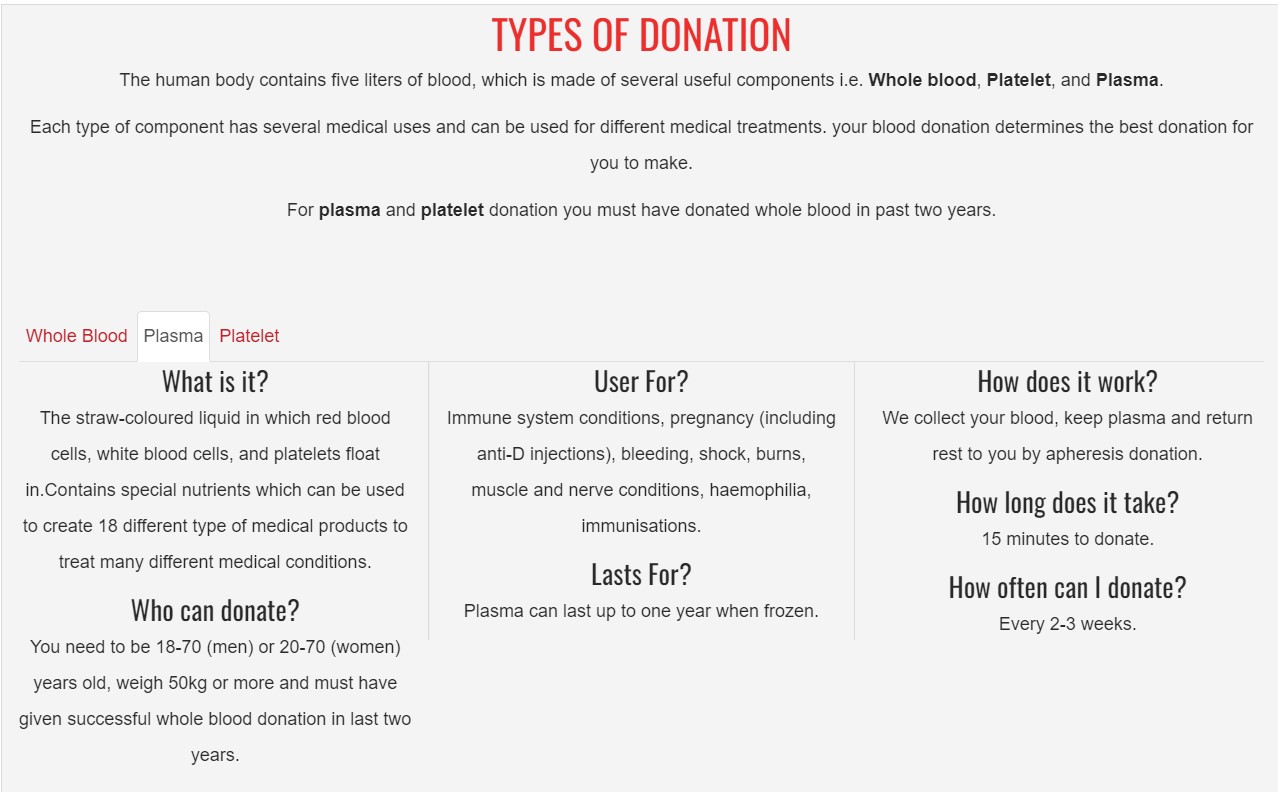 TYPES OF DONATION
The human body contains five liters of blood, which is made of several useful components i.e. Whole blood, Platelet, and Plasma.
Each type of component has several medical uses and can be used for different medical treatments. your blood donation determines the best donation for
you to make.
For plasma and platelet donation you must have donated whole blood in past two years.
Whole Blood Plasma Platelet
What is it?
The straw-coloured liquid in which red blood
cells, white blood cells, and platelets float
in.Contains special nutrients which can be used
to create 18 different type of medical products to
treat many different medical conditions.
Who can donate?
You need to be 18-70 (men) or 20-70 (women)
years old, weigh 50kg or more and must have
given successful whole blood donation in last two
years.
User For?
Immune system conditions, pregnancy (including
anti-D injections), bleeding, shock, burns,
muscle and nerve conditions, haemophilia,
immunisations.
Lasts For?
Plasma can last up to one year when frozen.
How does it work?
We collect your blood, keep plasma and return
rest to you by apheresis donation.
How long does it take?
15 minutes to donate.
How often can I donate?
Every 2-3 weeks.